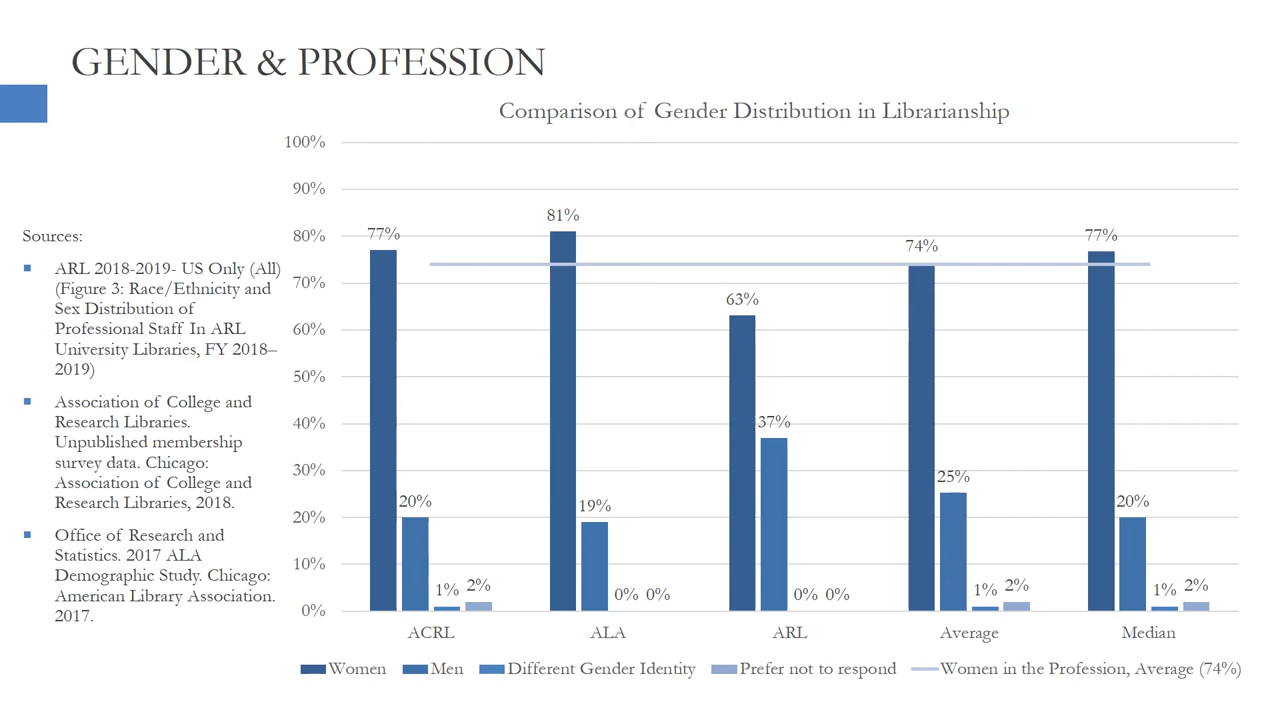 GENDER & PROFESSION
Comparison of Gender Distribution in Librarianship
Sources:
ARL 2018-2019- US Only (All)
(Figure 3: Race/Ethnicity and
Sex Distribution of
Professional Staff In ARL
University Libraries, FY 2018–
2019)
Association of College and
Research Libraries.
Unpublished membership
survey data. Chicago:
Association of College and
Research Libraries, 2018.
Office of Research and
Statistics. 2017 ALA
Demographic Study. Chicago:
American Library Association.
2017.
100%
90%
80%
70%
60%
50%
40%
30%
20%
10%
0%
77% 20% 1% 2%
81% 19% 0% 0%
63% 37% 0% 0%
74% 25% 1% 2%
77% 20% 1% 2%
ACRL ALA ARL Average Median
Women Men Different Gender Identity Prefer not to respond Women in the Profession, Average (74%)